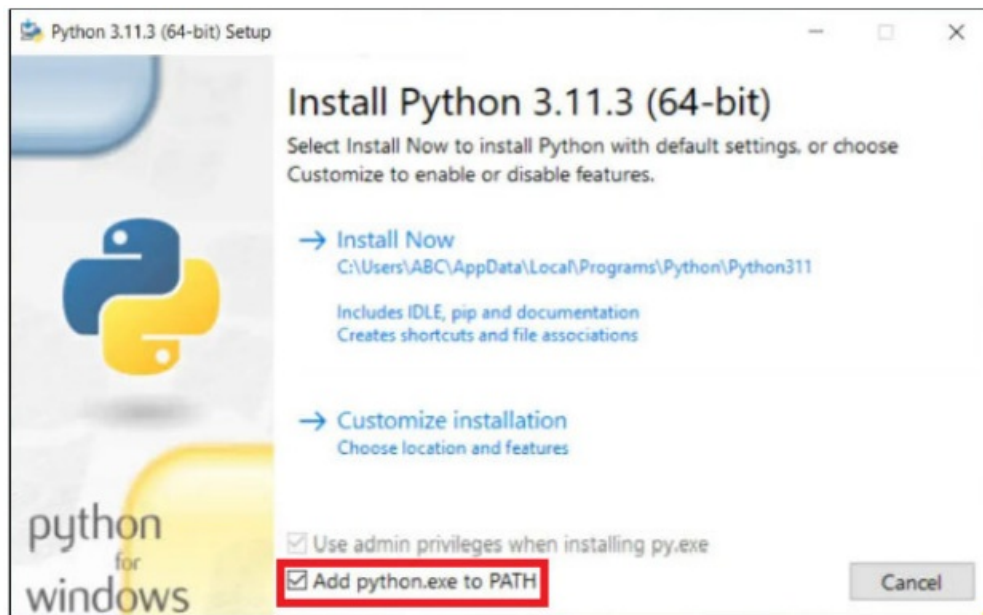 Python 3.11.3 (64-bit) Setup
Install Python 3.11.3 (64-bit)
Select Install Now to install Python with default settings, or choose
Customize to enable or disable features.
→ Install Now
C:\Users\ABC\AppData\Local\Programs\Python\Python311
Includes IDLE, pip and documentation
Creates shortcuts and file associations
→ Customize installation
Choose location and features
Use admin privileges when installing py.exe
Add python.exe to PATH
Cancel
python
for
windows